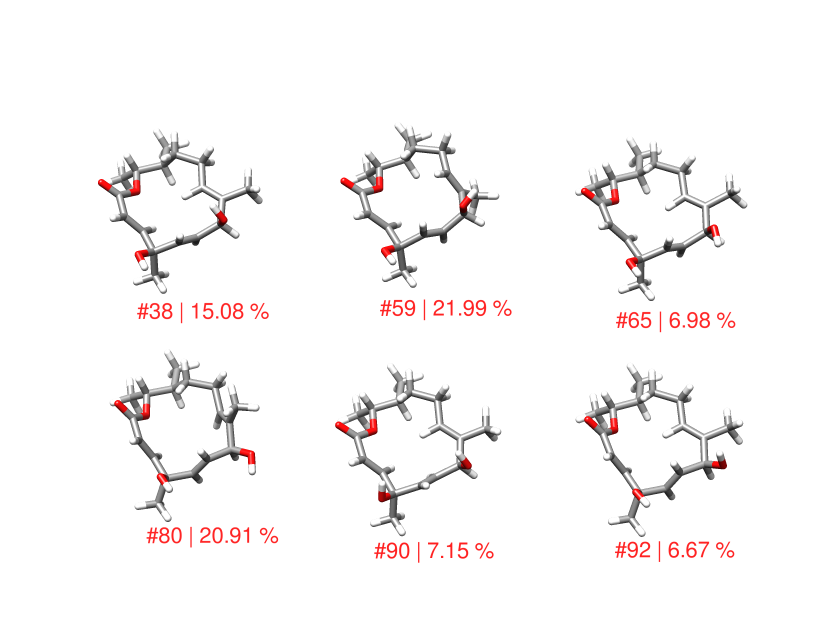 #38 | 15.08 %
#59 | 21.99 %
#65 | 6.98 %
#80 | 20.91 %
#90 | 7.15 %
#92 | 6.67 %